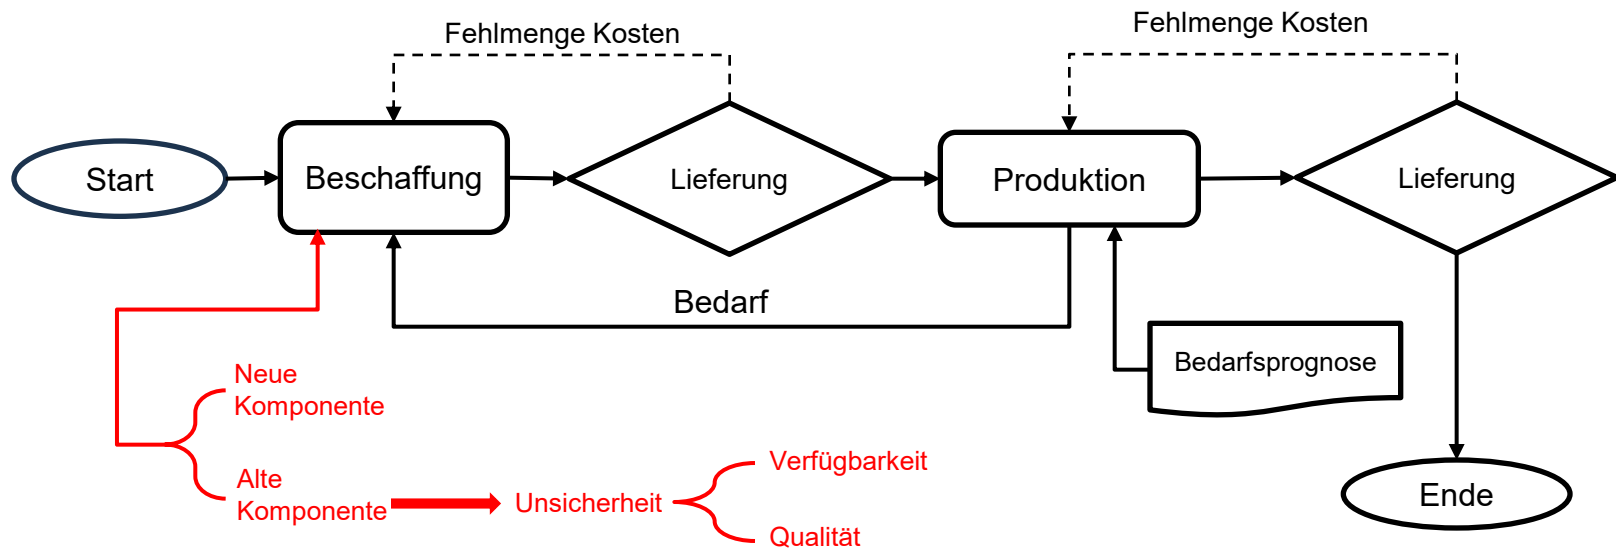 Fehlmenge Kosten
Fehlmenge Kosten
Start
Beschaffung
Lieferung
Produktion
Lieferung
Bedarf
Bedarfsprognose
Neue
Komponente
Alte
Komponente
Unsicherheit
Verfügbarkeit
Qualität
Ende